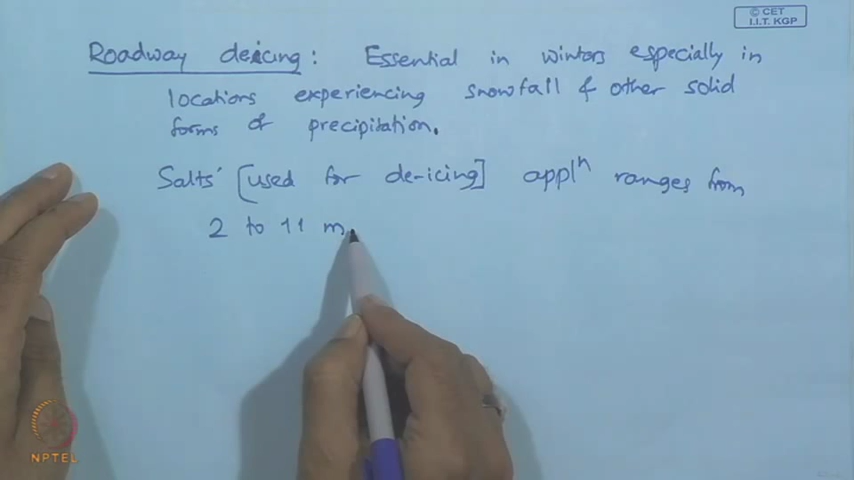 © CET
I.I.T. KGP
Roadway deicing : Essential in winters especially in
locations experiencing snowfall & other solid
forms of precipitation.
Salts' [used for de-icing] applⁿ ranges from
2 to 11 m
NPTEL